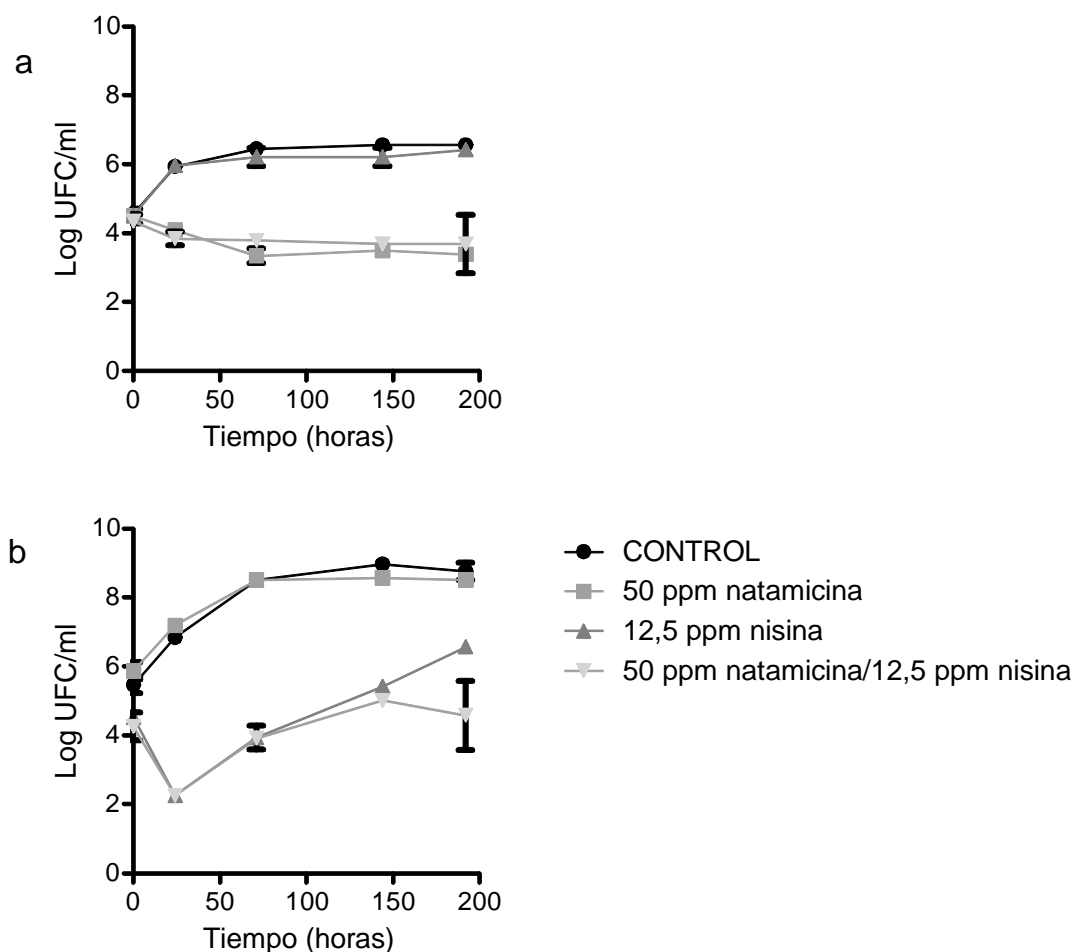 a
Log UFC/ml
10
8
6
4
2
0
0 50 100 150 200
Tiempo (horas)
b
Log UFC/ml
10
8
6
4
2
0
0 50 100 150 200
Tiempo (horas)
CONTROL
50 ppm natamicina
12,5 ppm nisina
50 ppm natamicina/12,5 ppm nisina